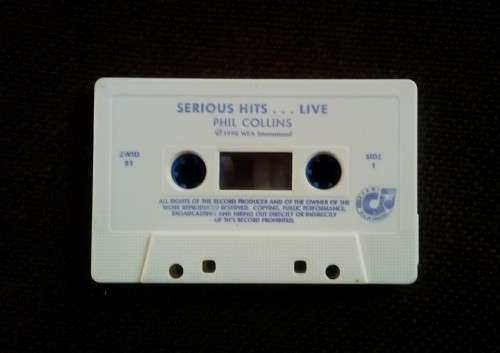 SERIOUS HITS . . . LIVE
PHIL COLLINS
℗ 1990 WEA International
ZWID
B1
SIDE
1
ALL RIGHTS OF THE RECORD PRODUCER AND OF THE OWNER OF THE
WORK REPRODUCED RESERVED. COPYING, PUBLIC PERFORMANCE,
BROADCASTING AND HIRING OUT DIRECTLY OR INDIRECTLY
OF THIS RECORD PROHIBITED.